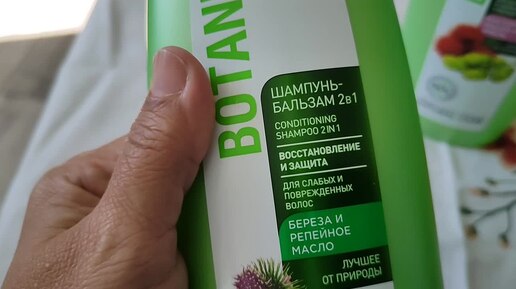 BOTAN
ШАМПУНЬ-
БАЛЬЗАМ 2в1
CONDITIONING
SHAMPOO 2IN1
ВОССТАНОВЛЕНИЕ
И ЗАЩИТА
ДЛЯ СЛАБЫХ И
ПОВРЕЖДЕННЫХ
ВОЛОС
БЕРЕЗА И
РЕПЕЙНОЕ
МАСЛО
ЛУЧШЕЕ
ОТ ПРИРОДЫ